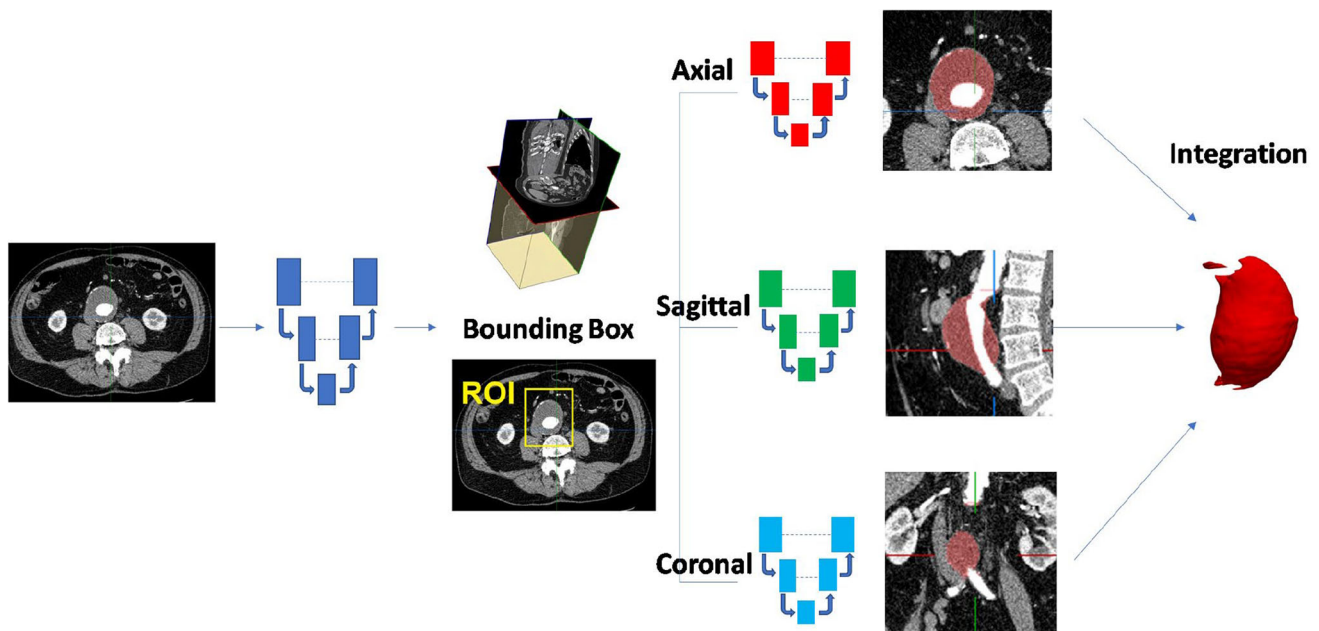 Axial
Integration
Bounding Box
Sagittal
ROI
Coronal